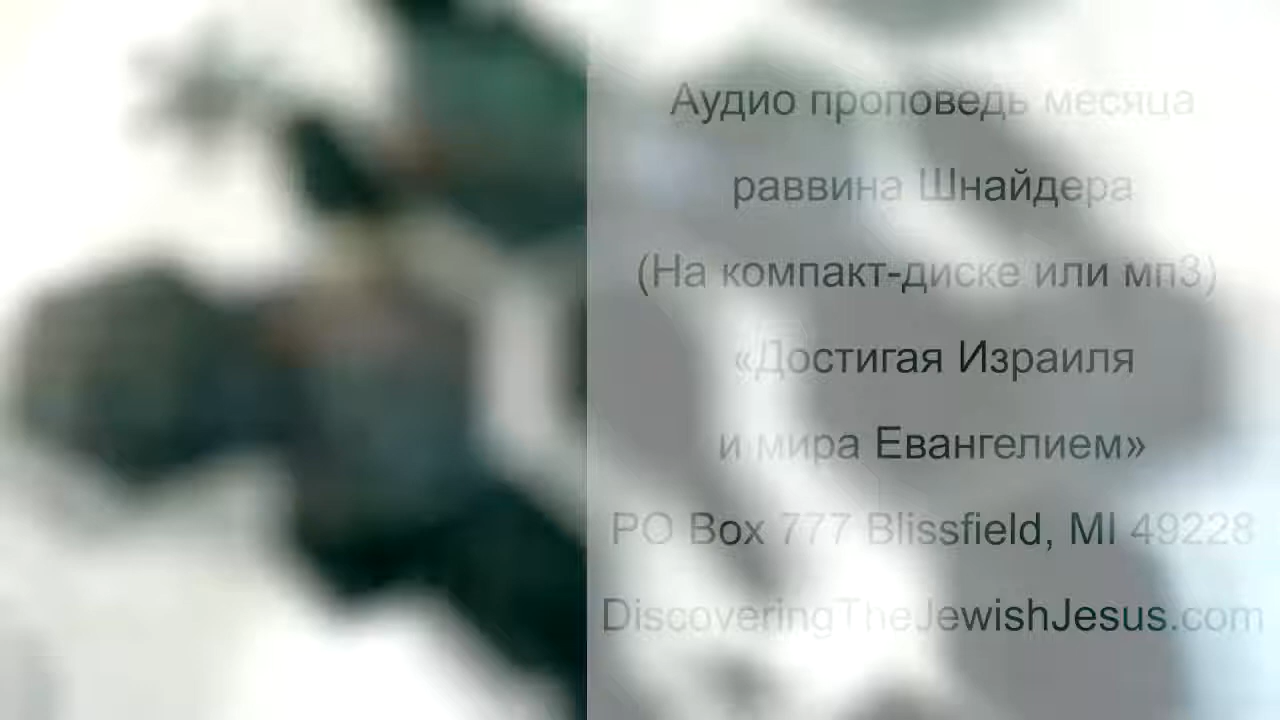 Аудио проповедь месяца
раввина Шнайдера
(На компакт-диске или мп3)
«Достигая Израиля
и мира Евангелием»
PO Box 777 Blissfield, MI 49228
DiscoveringTheJewishJesus.com